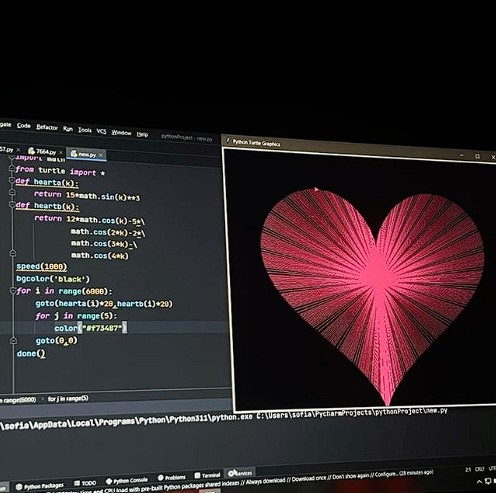 Code Refactor Run Tools VCS Window Help pythonProject - new.py
57.py 7664.py new.py
Python Turtle Graphics
import math
from turtle import *
def hearta(k):
return 15*math.sin(k)**3
def heartb(k):
return 12*math.cos(k)-5*\
math.cos(2*k)-2*\
math.cos(3*k)-\
math.cos(4*k)
speed(1000)
bgcolor('black')
for i in range(6000):
goto(hearta(i)*20,heartb(i)*20)
for j in range(5):
color("#f73487")
goto(0,0)
done()
range(6000) for j in range(5)
\sofia\AppData\Local\Programs\Python\Python311\python.exe C:\Users\sofia\PycharmProjects\pythonProject\new.py
Python Packages TODO Python Console Problems Terminal Services
CPU load with pre-built Python packages shared indexes // Always download // Download once // Don't show again // Configure... (28 minutes ago)
2:1 CRLF